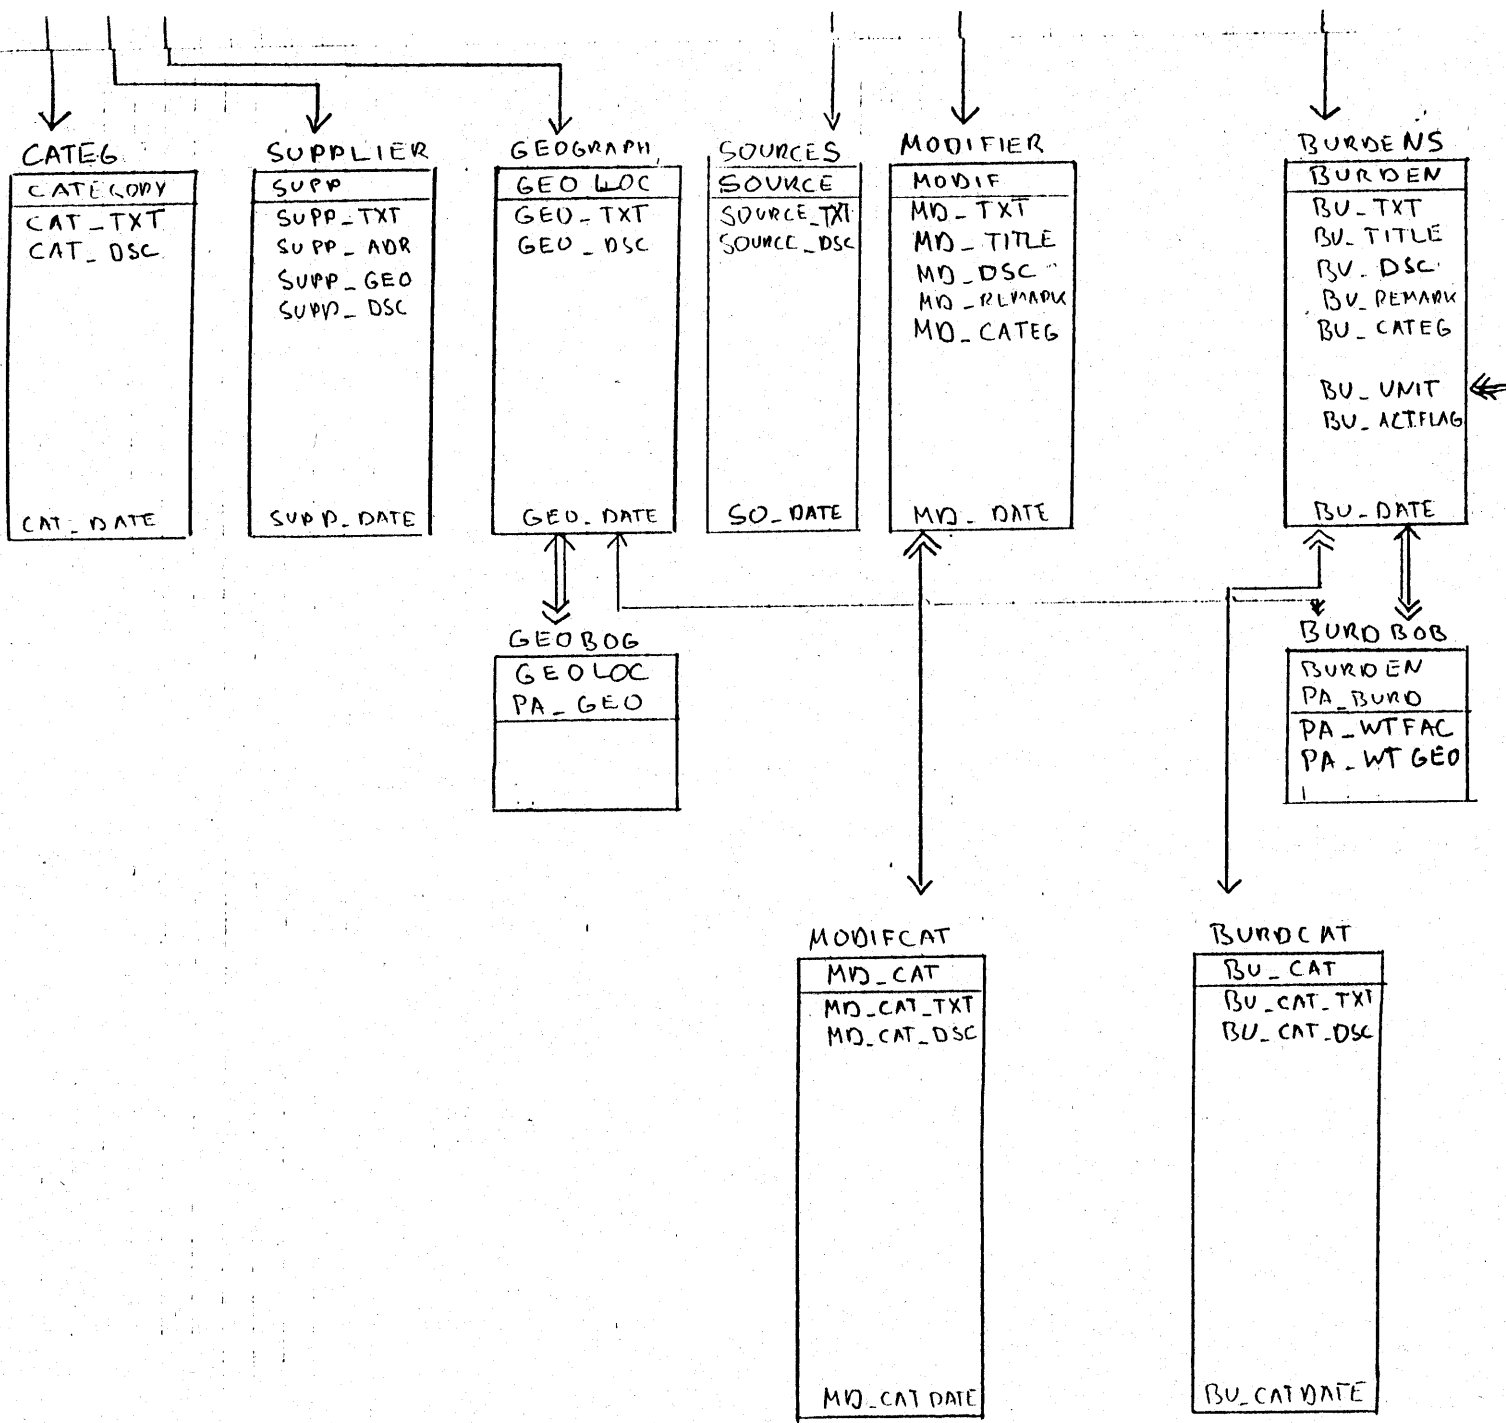 CATEG
CATEGORY
CAT_TXT
CAT_DSC
CAT_DATE
SUPPLIER
SUPP
SUPP_TXT
SUPP_ADR
SUPP_GEO
SUPP_DSC
SUPP_DATE
GEOGRAPH
GEO LOC
GEO_TXT
GEO_DSC
GEO_DATE
SOURCES
SOURCE
SOURCE_TXT
SOURCE_DSC
SO_DATE
MODIFIER
MODIF
MD_TXT
MD_TITLE
MD_DSC
MD_REMARK
MD_CATEG
MD_DATE
BURDENS
BURDEN
BU_TXT
BU_TITLE
BU_DSC
BU_REMARK
BU_CATEG
BU_UNIT
BU_ACTFLAG
BU_DATE
GEOBOG
GEOLOC
PA_GEO
BURDBOB
BURDEN
PA_BURD
PA_WTFAC
PA_WTGEO
MODIFCAT
MD_CAT
MD_CAT_TXT
MD_CAT_DSC
MD_CATDATE
BURDCAT
BU_CAT
BU_CAT_TXT
BU_CAT_DSC
BU_CATDATE